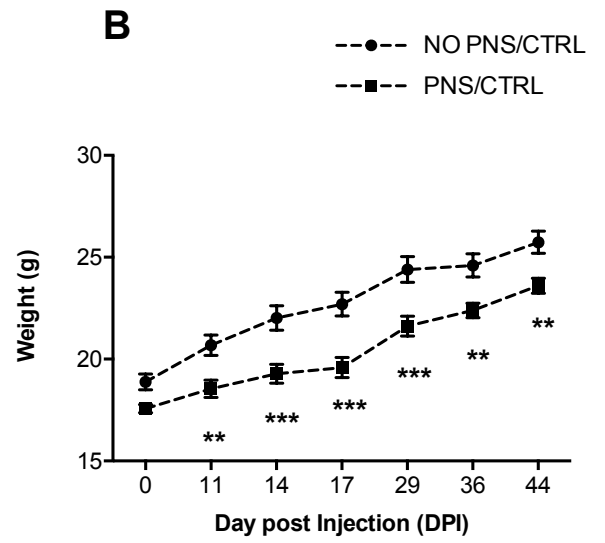 B
NO PNS/CTRL
PNS/CTRL
30
25
20
15
Weight (g)
**
***
***
***
**
**
0 11 14 17 29 36 44
Day post Injection (DPI)